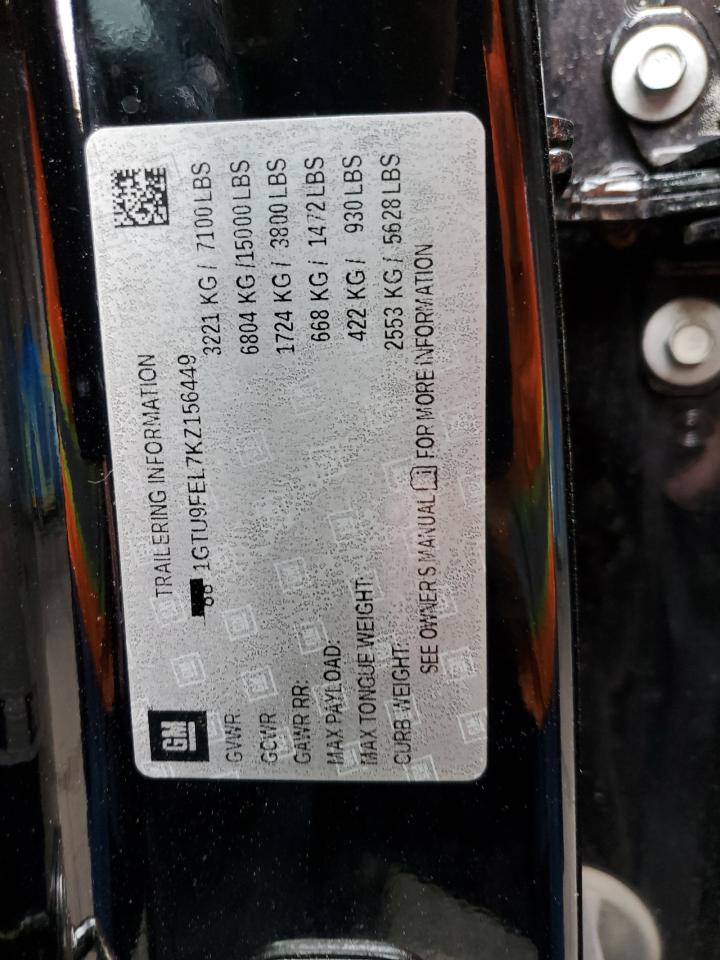 GM
TRAILERING INFORMATION
1GTU9FEL7KZ156449
GVWR: 3221 KG / 7100 LBS
GCWR 6804 KG /15000 LBS
GAWR RR: 1724 KG / 3800 LBS
MAX PAYLOAD: 668 KG / 1472 LBS
MAX TONGUE WEIGHT: 422 KG / 930 LBS
CURB WEIGHT: 2553 KG / 5628 LBS
SEE OWNER'S MANUAL FOR MORE INFORMATION